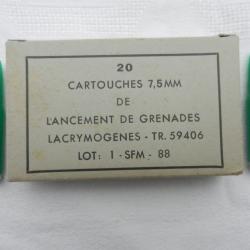 20
CARTOUCHES 7,5MM
DE
LANCEMENT DE GRENADES
LACRYMOGENES - TR. 59406
LOT: 1 - SFM - 88